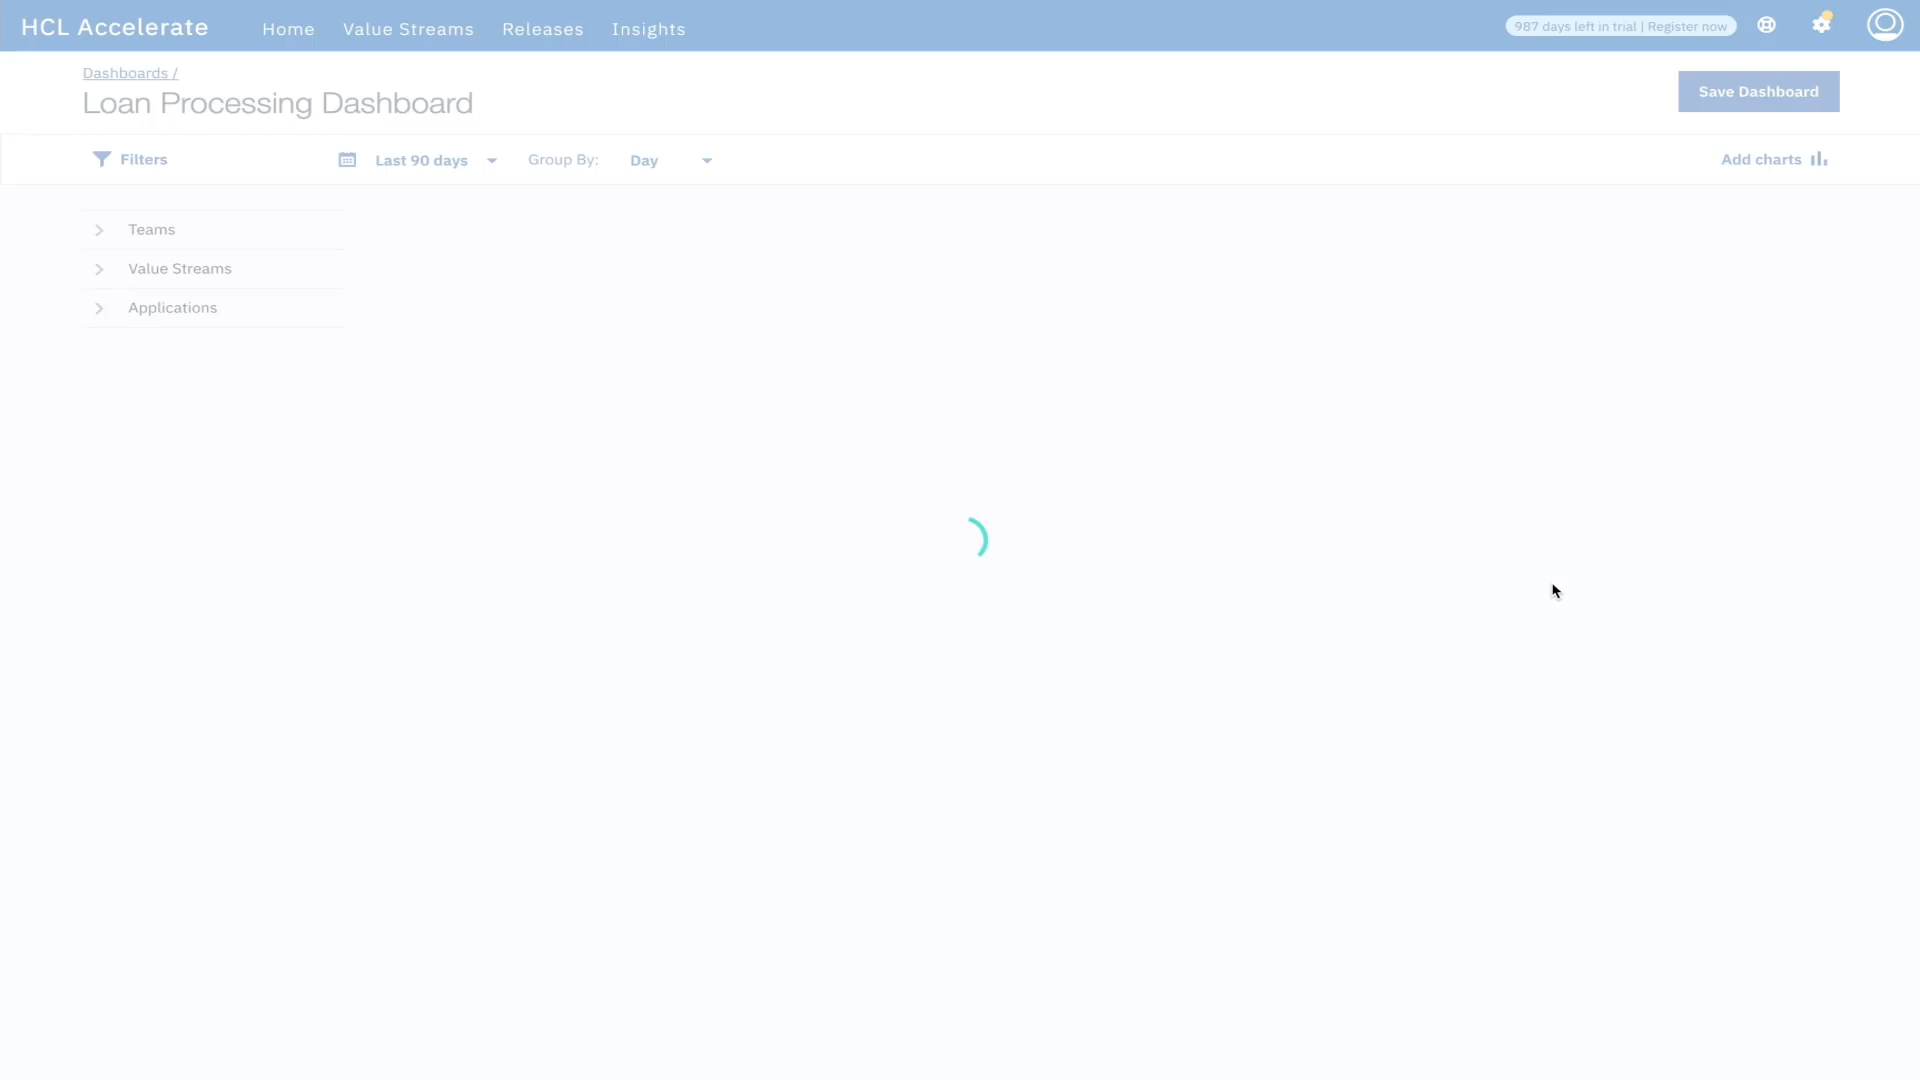 HCL Accelerate
Home
Value Streams
Releases
Insights
987 days left in trial | Register now
Dashboards /
Loan Processing Dashboard
Save Dashboard
Filters
Last 90 days
Group By:
Day
Add charts
Teams
Value Streams
Applications